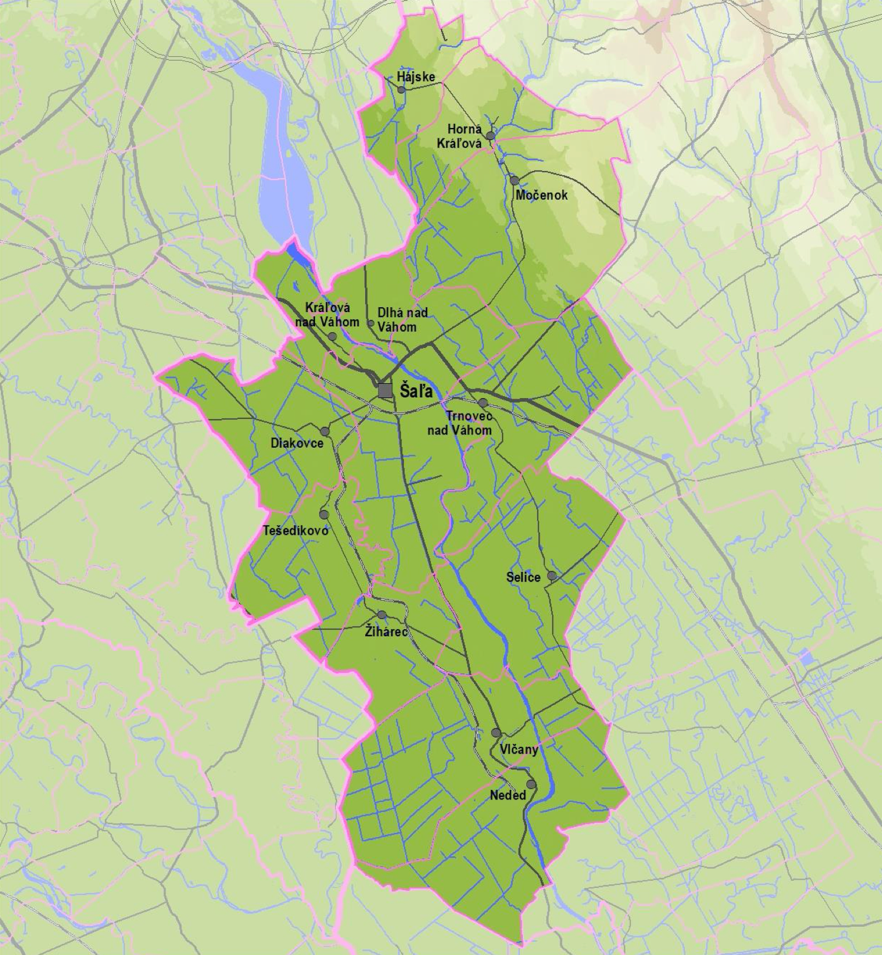 Hájske
Horná
Kráľová
Močenok
Kráľová
nad Váhom
Dlhá nad
Váhom
Šaľa
Trnovec
nad Váhom
Diakovce
Tešedíkovo
Selice
Žihárec
Vlčany
Neded